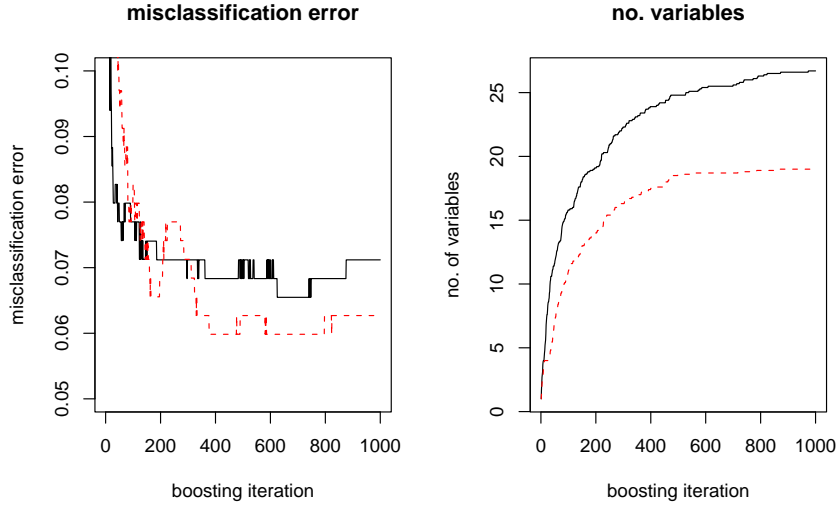 misclassification error
misclassification error
0.05 0.06 0.07 0.08 0.09 0.10
0 200 400 600 800 1000
boosting iteration
no. variables
no. of variables
0 5 10 15 20 25
0 200 400 600 800 1000
boosting iteration